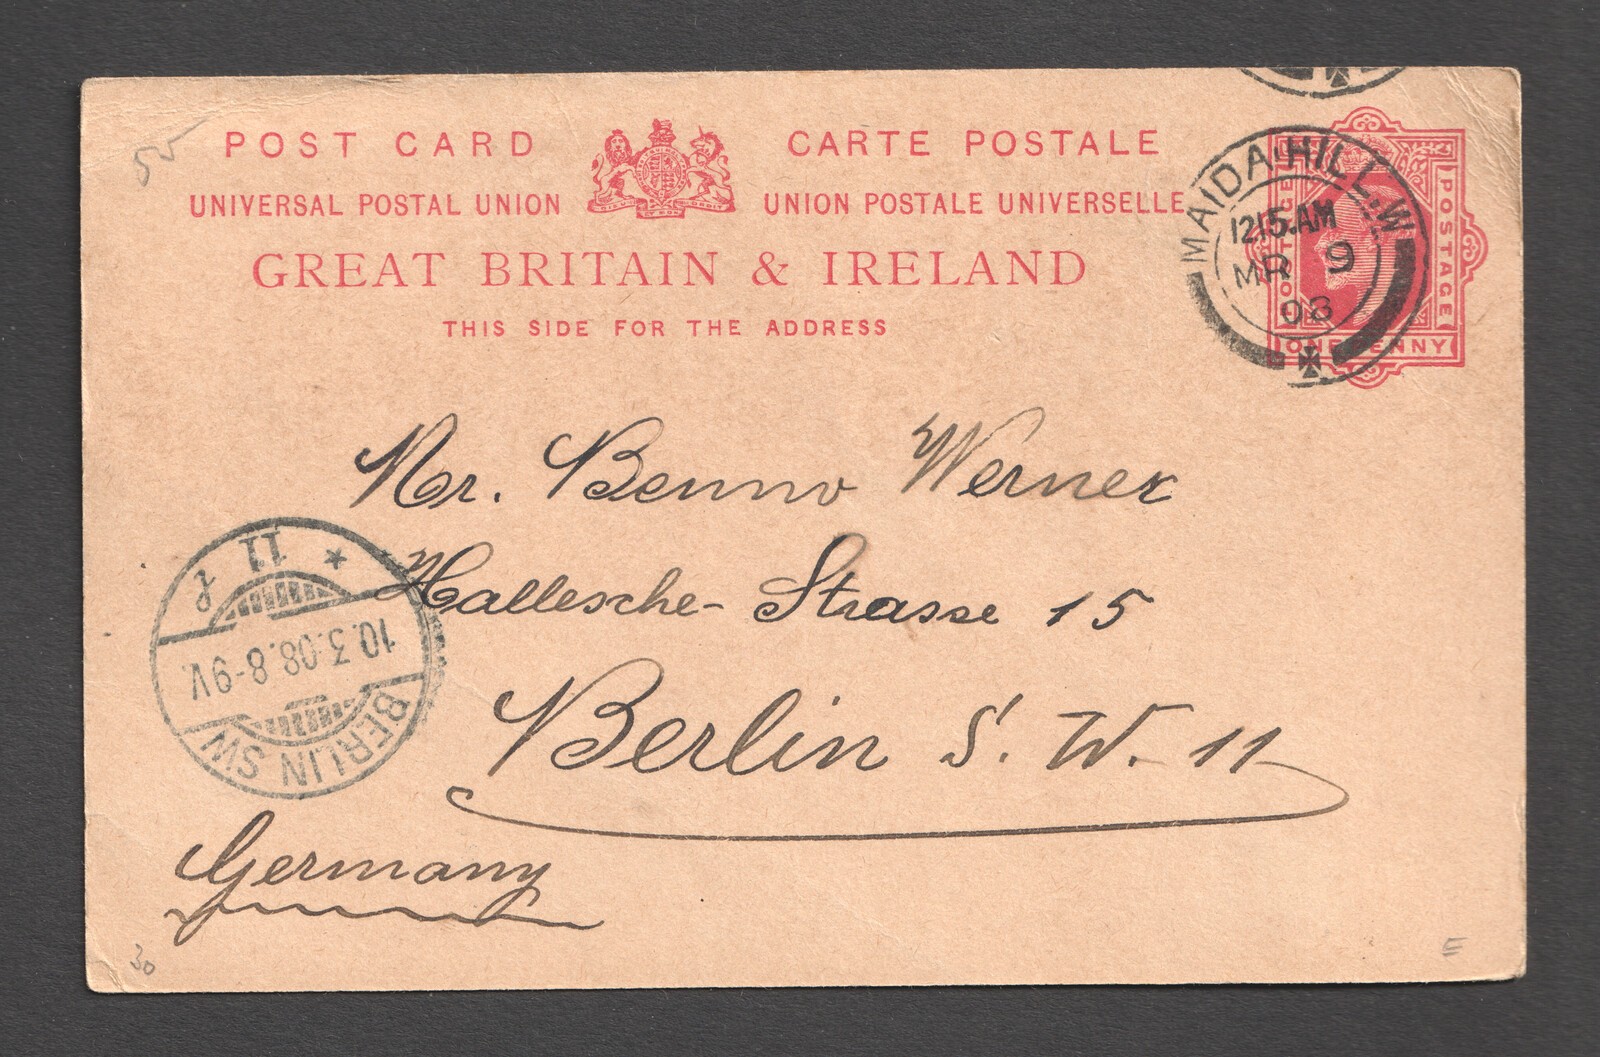 55
POST CARD CARTE POSTALE
UNIVERSAL POSTAL UNION UNION POSTALE UNIVERSELLE
GREAT BRITAIN & IRELAND
THIS SIDE FOR THE ADDRESS
MAIDA·HILL·W
1215.AM
MR 9
08
POSTAGE
POSTAGE
ONE PENNY
Mr. Benno Werner
Hallesche-Strasse 15
Berlin S.W. 11
Germany
BERLIN SW
10.3.08.8-9V.
* 11 f
30
E